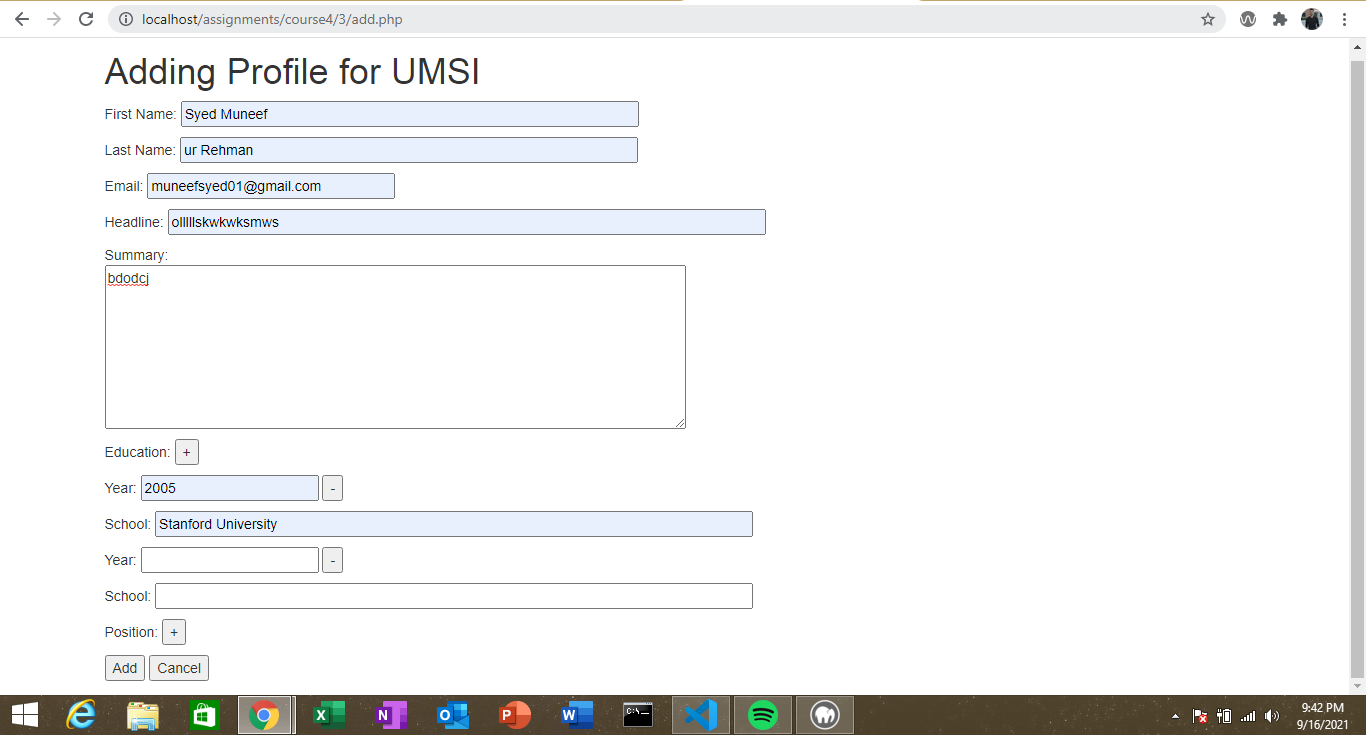 localhost/assignments/course4/3/add.php
Adding Profile for UMSI
First Name: Syed Muneef
Last Name: ur Rehman
Email: muneefsyed01@gmail.com
Headline: olllllskwkwksmws
Summary:
bdodcj
Education: +
Year: 2005 -
School: Stanford University
Year: -
School:
Position: +
Add Cancel
9:42 PM
9/16/2021